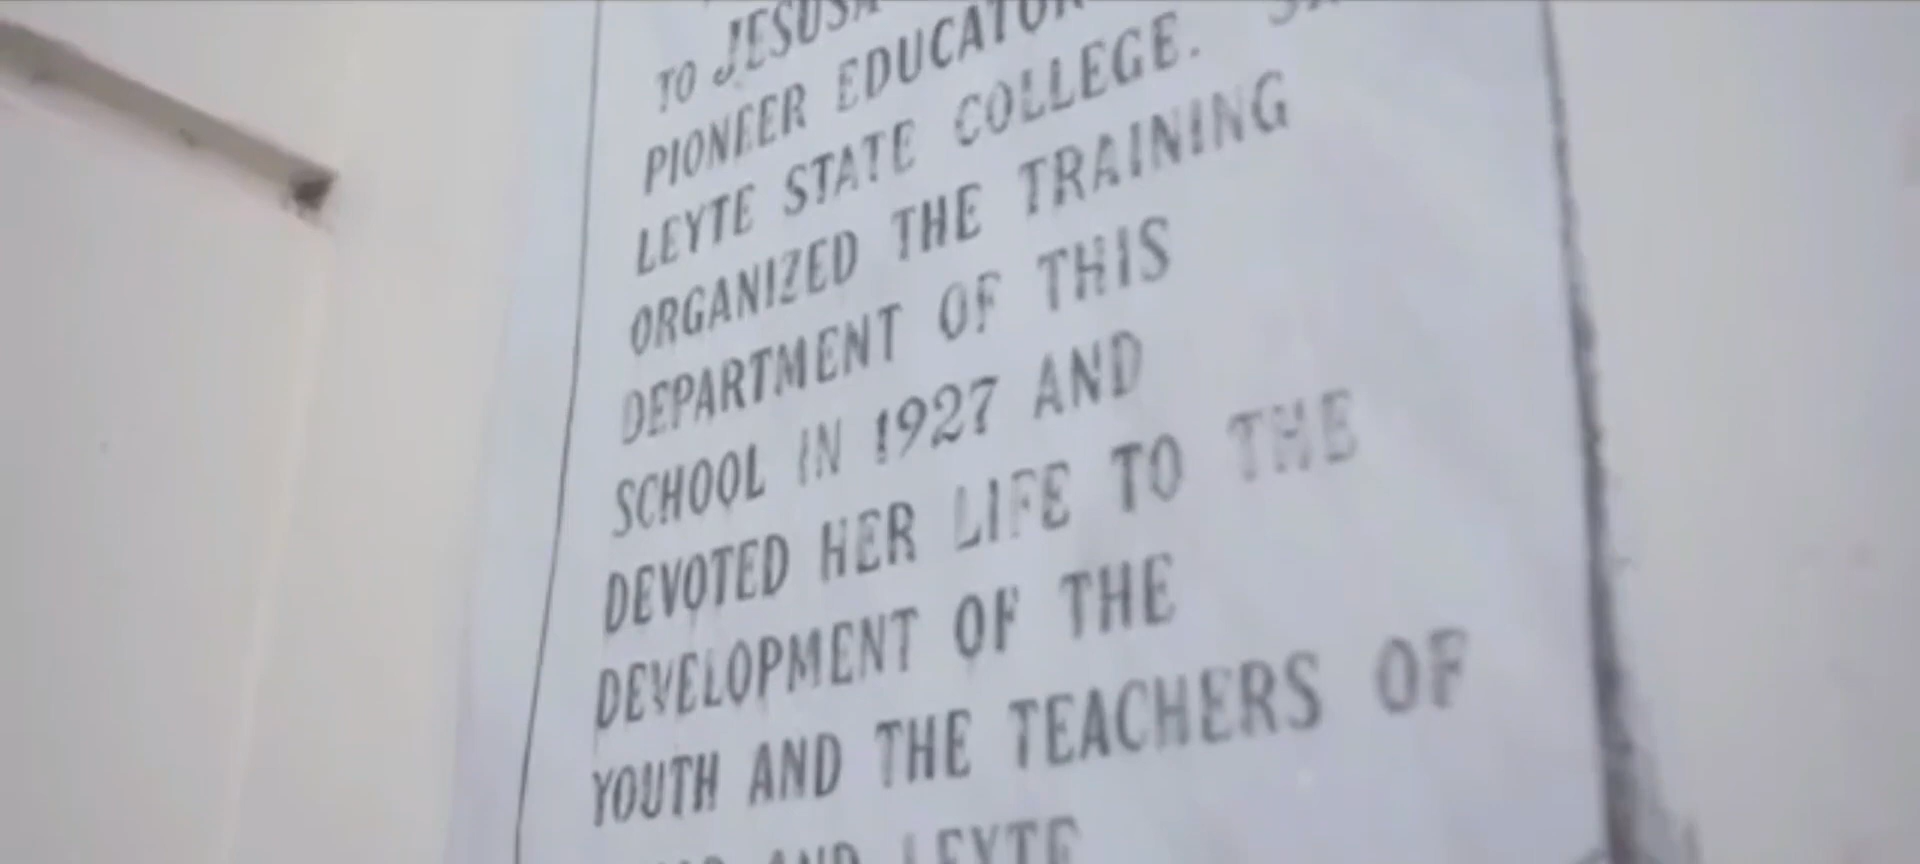 TO JESUSA
PIONEER EDUCATOR
LEYTE STATE COLLEGE.
ORGANIZED THE TRAINING
DEPARTMENT OF THIS
SCHOOL IN 1927 AND
DEVOTED HER LIFE TO THE
DEVELOPMENT OF THE
YOUTH AND THE TEACHERS OF
AND LEYTE